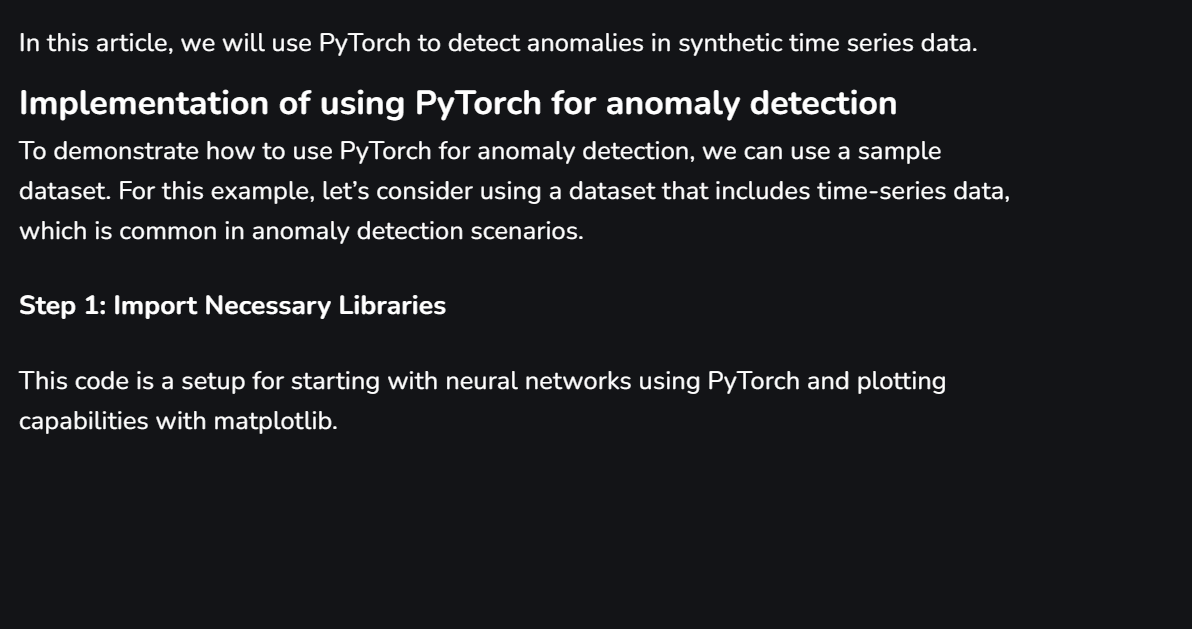 In this article, we will use PyTorch to detect anomalies in synthetic time series data.
Implementation of using PyTorch for anomaly detection
To demonstrate how to use PyTorch for anomaly detection, we can use a sample
dataset. For this example, let’s consider using a dataset that includes time-series data,
which is common in anomaly detection scenarios.
Step 1: Import Necessary Libraries
This code is a setup for starting with neural networks using PyTorch and plotting
capabilities with matplotlib.